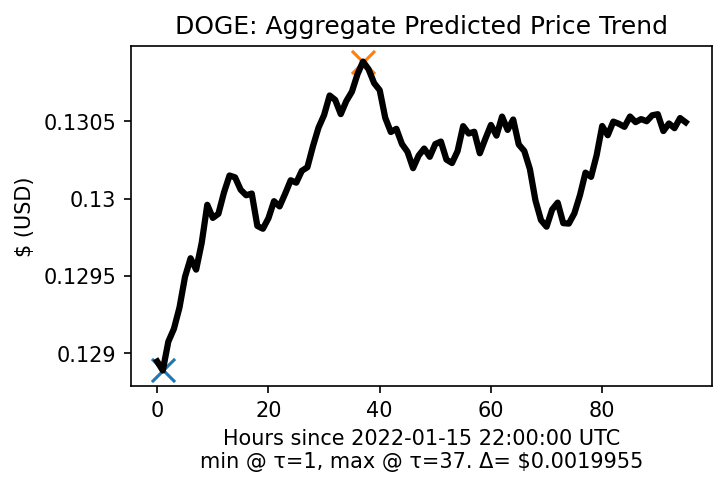 DOGE: Aggregate Predicted Price Trend
$ (USD)
0.1305
0.13
0.1295
0.129
0 20 40 60 80
Hours since 2022-01-15 22:00:00 UTC
min @ τ=1, max @ τ=37. Δ= $0.0019955